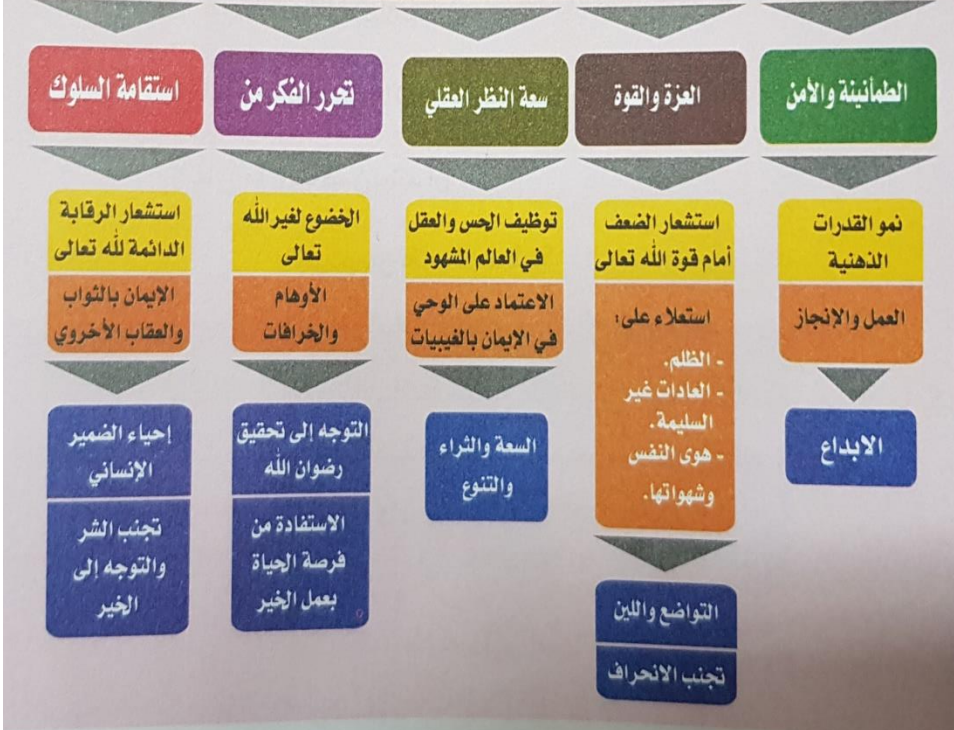 الطمأنينة والأمن
نمو القدرات
الذهنية
العمل والإنجاز
الابداع
العزة والقوة
استشعار الضعف
أمام قوة الله تعالى
استعلاء على:
- الظلم.
- العادات غير
السليمة.
- هوى النفس
وشهواتها.
التواضع واللين
تجنب الانحراف
سعة النظر العقلي
توظيف الحس والعقل
في العالم المشهود
الاعتماد على الوحي
في الإيمان بالغيبيات
السعة والثراء
والتنوع
تحرر الفكر من
الخضوع لغير الله
تعالى
الأوهام
والخرافات
التوجه إلى تحقيق
رضوان الله
الاستفادة من
فرصة الحياة
بعمل الخير
استقامة السلوك
استشعار الرقابة
الدائمة لله تعالى
الإيمان بالثواب
والعقاب الأخروي
إحياء الضمير
الإنساني
تجنب الشر
والتوجه إلى
الخير